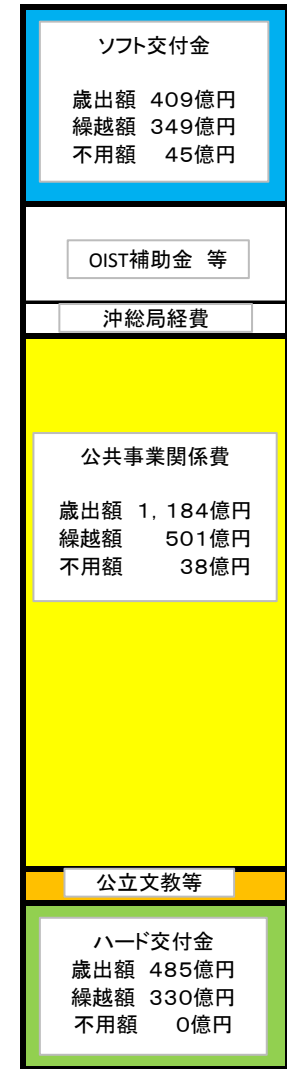 ソフト交付金
歳出額 409億円
繰越額 349億円
不用額 45億円
OIST補助金 等
沖総局経費
公共事業関係費
歳出額 1,184億円
繰越額 501億円
不用額 38億円
公立文教等
ハード交付金
歳出額 485億円
繰越額 330億円
不用額 0億円